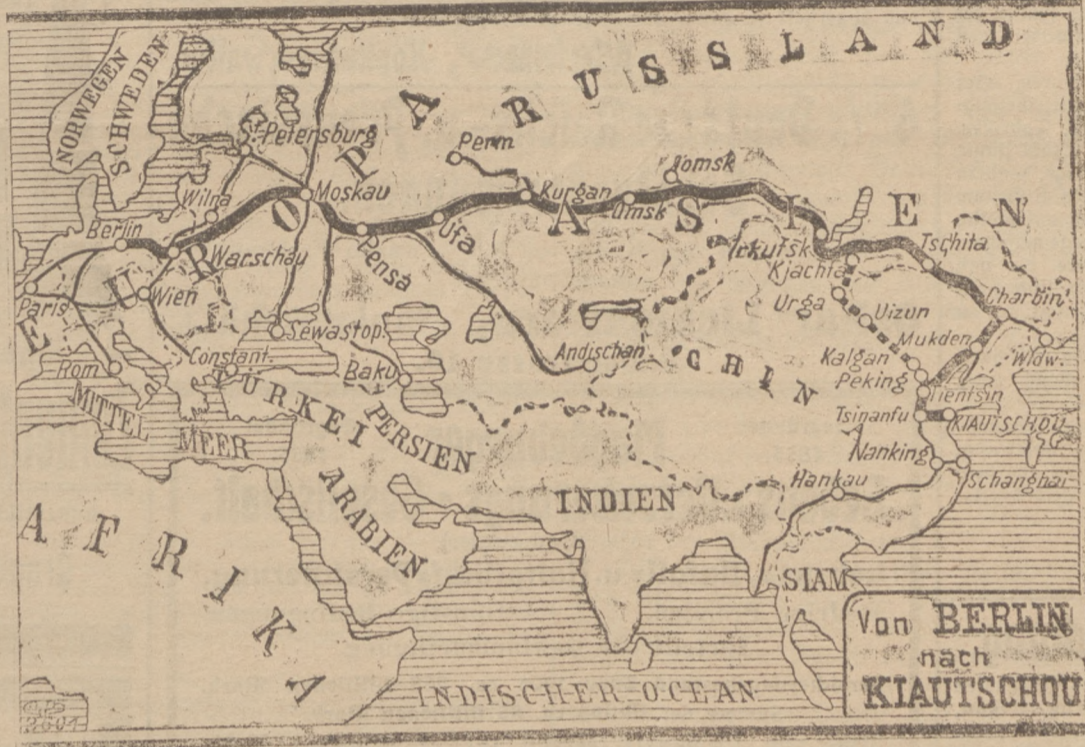 RUSSLAND
NORWEGEN
SCHWEDEN
EUROPA
ASIEN
St. Petersburg
Perm
Tomsk
Wilna
Moskau
Kurgan
Omsk
Berlin
Ufa
Irkutsk
Tschita
Warschau
Pensa
Kjachta
Paris
Wien
Urga
Charbin
Uizun
Sewastop.
Mukden
Wldw.
Constant.
Andischan
Kalgan
Rom
Baku
CHINA
Peking
Tientsin
TURKEI
PERSIEN
Tsinanfu
KIAUTSCHOU
MITTEL
MEER
Nanking
Schanghai
Hankau
ARABIEN
INDIEN
AFRIKA
SIAM
INDISCHER OCEAN
Von BERLIN
nach
KIAUTSCHOU